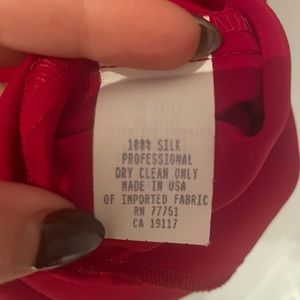 100% SILK
PROFESSIONAL
DRY CLEAN ONLY
MADE IN USA
OF IMPORTED FABRIC
RN 77751
CA 19117